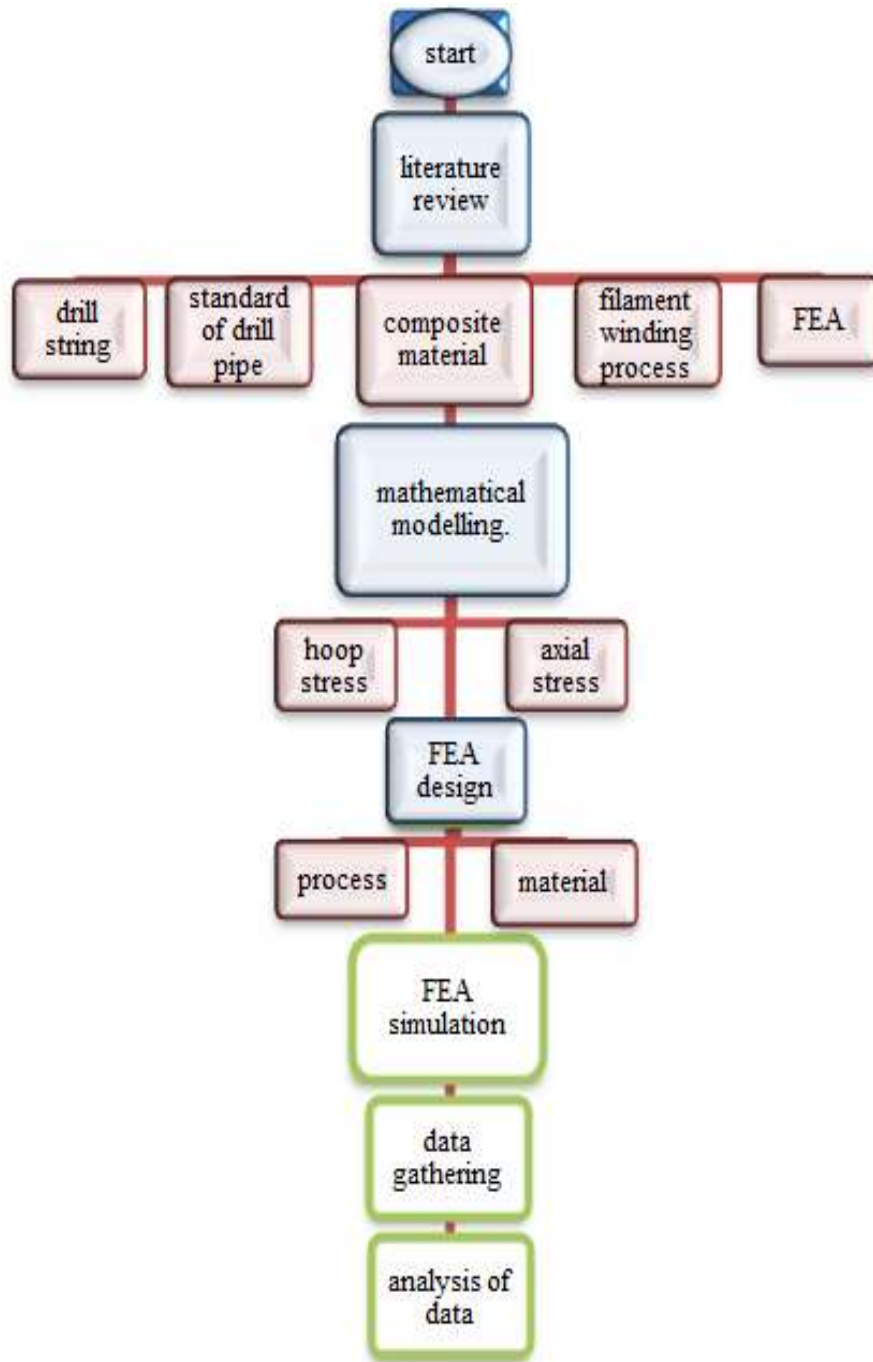 start
literature
review
drill
string
standard
of drill
pipe
composite
material
filament
winding
process
FEA
mathematical
modelling.
hoop
stress
axial
stress
FEA
design
process
material
FEA
simulation
data
gathering
analysis of
data